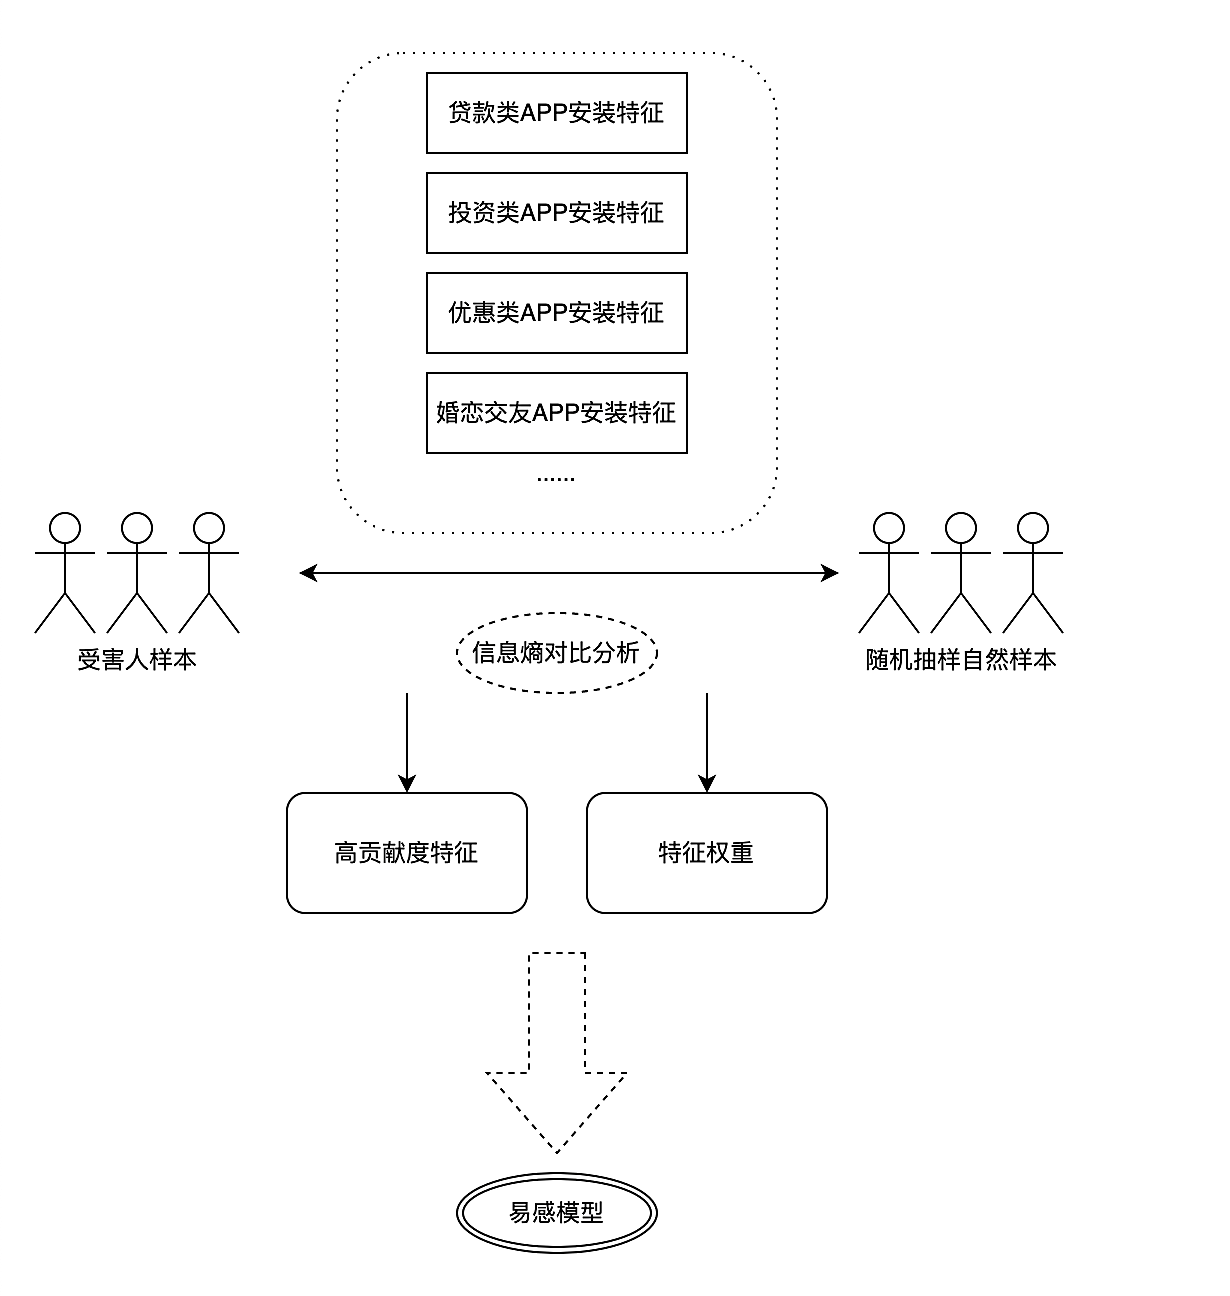 贷款类APP安装特征
投资类APP安装特征
优惠类APP安装特征
婚恋交友APP安装特征
......
受害人样本
随机抽样自然样本
信息熵对比分析
高贡献度特征
特征权重
易感模型